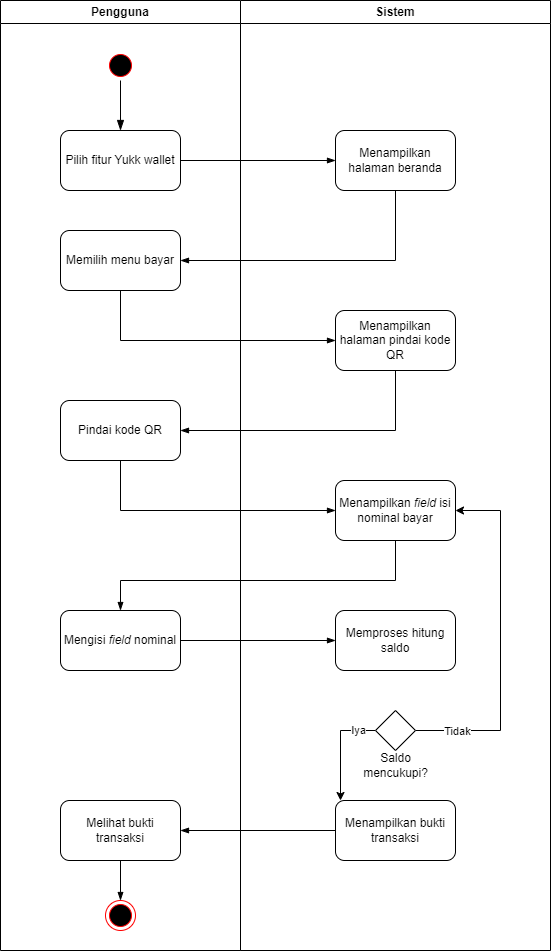 Pengguna
Sistem
Pilih fitur Yukk wallet
Menampilkan
halaman beranda
Memilih menu bayar
Menampilkan
halaman pindai kode
QR
Pindai kode QR
Menampilkan field isi
nominal bayar
Mengisi field nominal
Memproses hitung
saldo
Iya
Tidak
Saldo
mencukupi?
Melihat bukti
transaksi
Menampilkan bukti
transaksi